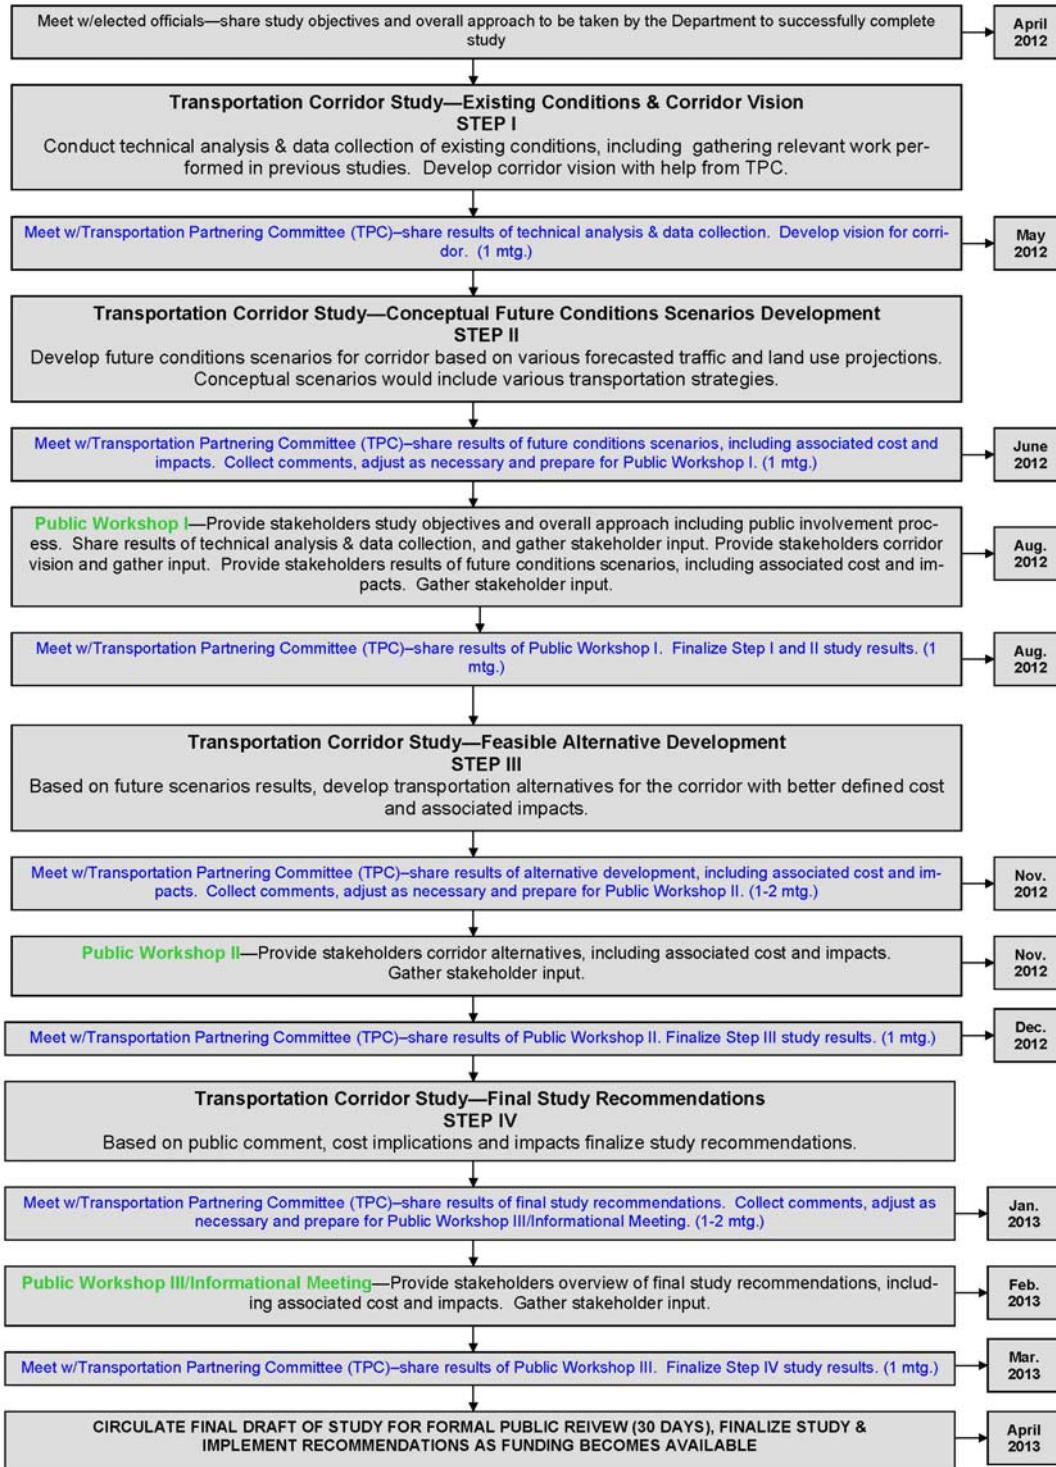 Meet w/elected officials—share study objectives and overall approach to be taken by the Department to successfully complete
study
April
2012
Transportation Corridor Study—Existing Conditions & Corridor Vision
STEP I
Conduct technical analysis & data collection of existing conditions, including  gathering relevant work per-
formed in previous studies.  Develop corridor vision with help from TPC.
Meet w/Transportation Partnering Committee (TPC)–share results of technical analysis & data collection.  Develop vision for corri-
dor.  (1 mtg.)
May
2012
Transportation Corridor Study—Conceptual Future Conditions Scenarios Development
STEP II
Develop future conditions scenarios for corridor based on various forecasted traffic and land use projections.
Conceptual scenarios would include various transportation strategies.
Meet w/Transportation Partnering Committee (TPC)–share results of future conditions scenarios, including associated cost and
impacts.  Collect comments, adjust as necessary and prepare for Public Workshop I. (1 mtg.)
June
2012
Public Workshop I—Provide stakeholders study objectives and overall approach including public involvement proc-
ess.  Share results of technical analysis & data collection, and gather stakeholder input. Provide stakeholders corridor
vision and gather input.  Provide stakeholders results of future conditions scenarios, including associated cost and im-
pacts.  Gather stakeholder input.
Aug.
2012
Meet w/Transportation Partnering Committee (TPC)–share results of Public Workshop I.  Finalize Step I and II study results. (1
mtg.)
Aug.
2012
Transportation Corridor Study—Feasible Alternative Development
STEP III
Based on future scenarios results, develop transportation alternatives for the corridor with better defined cost
and associated impacts.
Meet w/Transportation Partnering Committee (TPC)–share results of alternative development, including associated cost and im-
pacts.  Collect comments, adjust as necessary and prepare for Public Workshop II. (1-2 mtg.)
Nov.
2012
Public Workshop II—Provide stakeholders corridor alternatives, including associated cost and impacts.
Gather stakeholder input.
Nov.
2012
Meet w/Transportation Partnering Committee (TPC)–share results of Public Workshop II. Finalize Step III study results. (1 mtg.)
Dec.
2012
Transportation Corridor Study—Final Study Recommendations
STEP IV
Based on public comment, cost implications and impacts finalize study recommendations.
Meet w/Transportation Partnering Committee (TPC)–share results of final study recommendations.  Collect comments, adjust as
necessary and prepare for Public Workshop III/Informational Meeting. (1-2 mtg.)
Jan.
2013
Public Workshop III/Informational Meeting—Provide stakeholders overview of final study recommendations, includ-
ing associated cost and impacts.  Gather stakeholder input.
Feb.
2013
Meet w/Transportation Partnering Committee (TPC)–share results of Public Workshop III.  Finalize Step IV study results. (1 mtg.)
Mar.
2013
CIRCULATE FINAL DRAFT OF STUDY FOR FORMAL PUBLIC REIVEW (30 DAYS), FINALIZE STUDY &
IMPLEMENT RECOMMENDATIONS AS FUNDING BECOMES AVAILABLE
April
2013